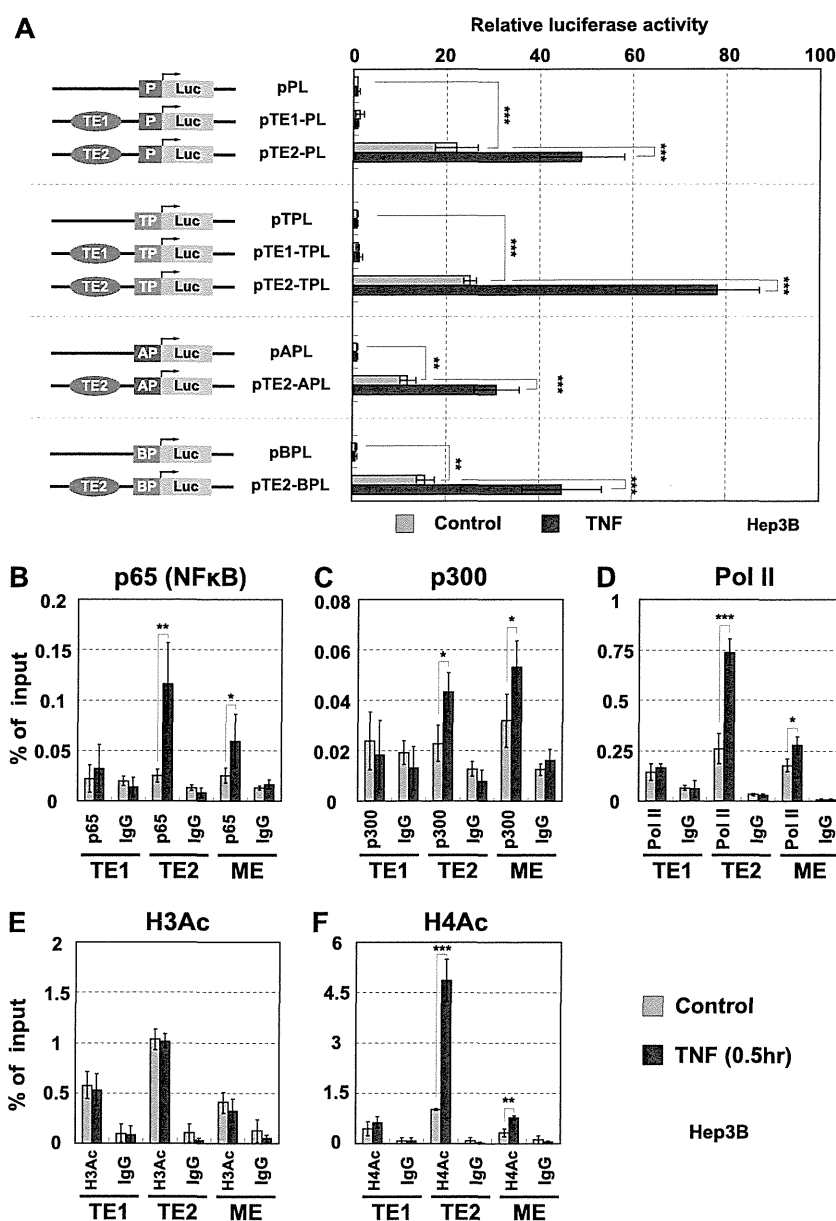 A
Relative luciferase activity
0 20 40 60 80 100
P Luc pPL
TE1 P Luc pTE1-PL
TE2 P Luc pTE2-PL
***
***
TP Luc pTPL
TE1 TP Luc pTE1-TPL
TE2 TP Luc pTE2-TPL
***
***
AP Luc pAPL
TE2 AP Luc pTE2-APL
**
***
BP Luc pBPL
TE2 BP Luc pTE2-BPL
**
***
Control TNF Hep3B
B p65 (NFκB)
% of input
0.2
0.15
0.1
0.05
0
**
*
p65 IgG p65 IgG p65 IgG
TE1 TE2 ME
C p300
0.08
0.06
0.04
0.02
0
*
*
p300 IgG p300 IgG p300 IgG
TE1 TE2 ME
D Pol II
1
0.75
0.5
0.25
0
***
*
Pol II IgG Pol II IgG Pol II IgG
TE1 TE2 ME
E H3Ac
% of input
2
1.5
1
0.5
0
H3Ac IgG H3Ac IgG H3Ac IgG
TE1 TE2 ME
F H4Ac
6
4.5
3
1.5
0
***
**
H4Ac IgG H4Ac IgG H4Ac IgG
TE1 TE2 ME
Control
TNF (0.5hr)
Hep3B